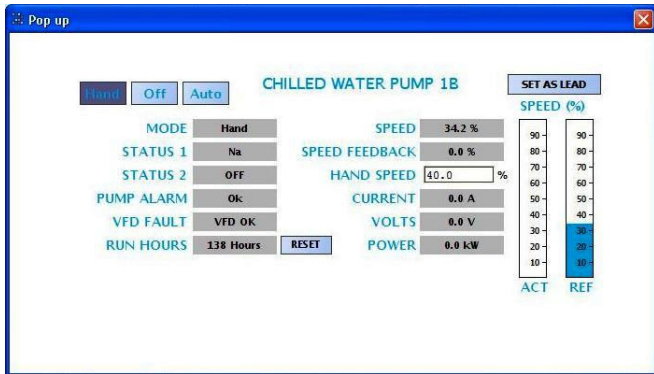 Pop up
CHILLED WATER PUMP 1B
SET AS LEAD
Hand Off Auto
SPEED (%)
MODE Hand SPEED 34.2 %
STATUS 1 Na SPEED FEEDBACK 0.0 %
STATUS 2 OFF HAND SPEED 40.0 %
PUMP ALARM Ok CURRENT 0.0 A
VFD FAULT VFD OK VOLTS 0.0 V
RUN HOURS 138 Hours RESET POWER 0.0 kW
90 90
80 80
70 70
60 60
50 50
40 40
30 30
20 20
10 10
ACT REF